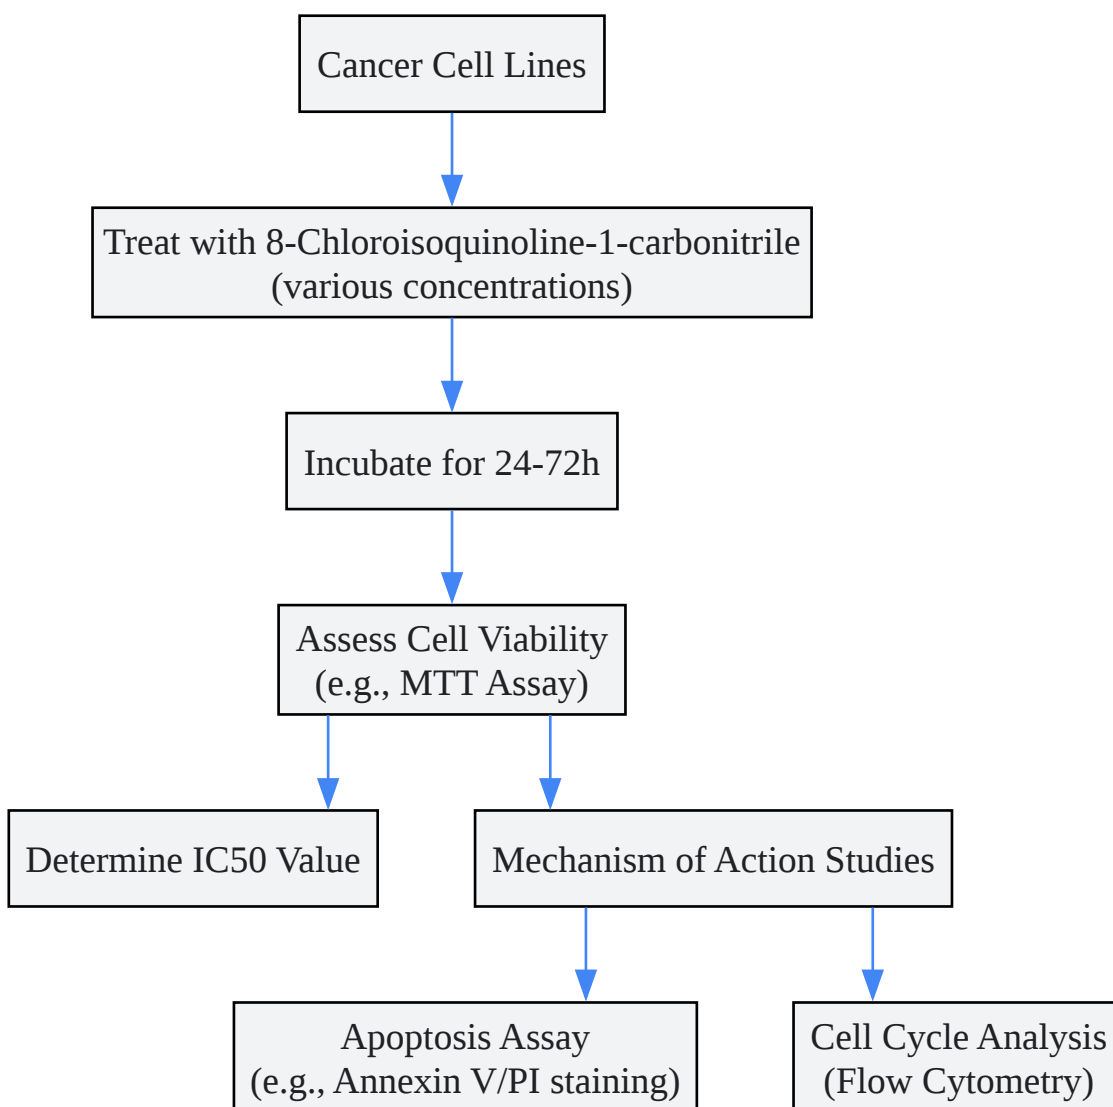 Cancer Cell Lines
Treat with 8-Chloroisoquinoline-1-carbonitrile
(various concentrations)
Incubate for 24-72h
Assess Cell Viability
(e.g., MTT Assay)
Determine IC50 Value
Mechanism of Action Studies
Apoptosis Assay
(e.g., Annexin V/PI staining)
Cell Cycle Analysis
(Flow Cytometry)